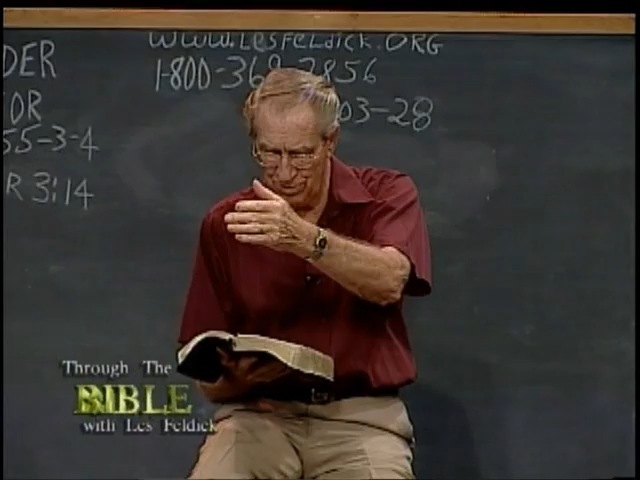 WWW.LESFELDICK.ORG
1-800-369-7856
DER
OR
03-28
55-3-4
R 3:14
Through The
BIBLE
with Les Feldick